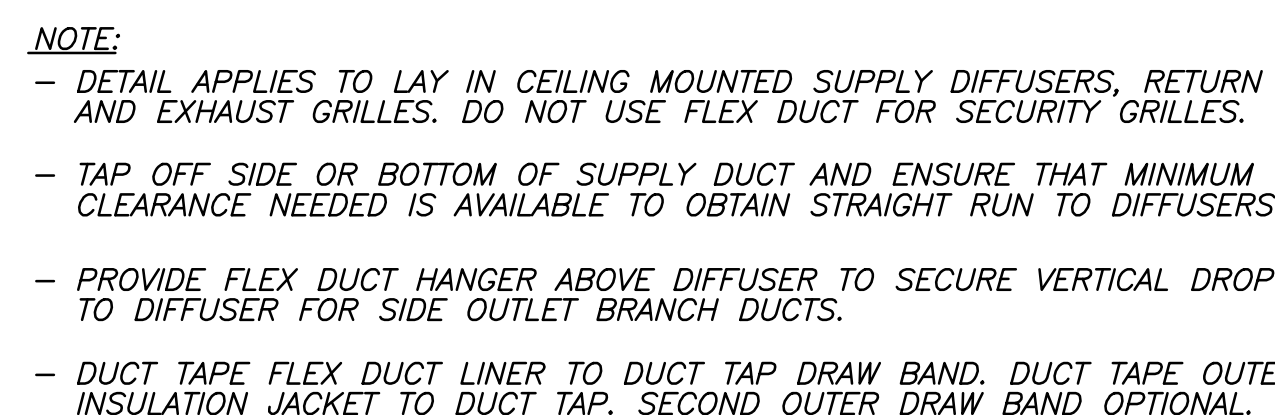 NOTE:
– DETAIL APPLIES TO LAY IN CEILING MOUNTED SUPPLY DIFFUSERS, RETURN
AND EXHAUST GRILLES. DO NOT USE FLEX DUCT FOR SECURITY GRILLES.
– TAP OFF SIDE OR BOTTOM OF SUPPLY DUCT AND ENSURE THAT MINIMUM
CLEARANCE NEEDED IS AVAILABLE TO OBTAIN STRAIGHT RUN TO DIFFUSERS
– PROVIDE FLEX DUCT HANGER ABOVE DIFFUSER TO SECURE VERTICAL DROP
TO DIFFUSER FOR SIDE OUTLET BRANCH DUCTS.
– DUCT TAPE FLEX DUCT LINER TO DUCT TAP DRAW BAND. DUCT TAPE OUTE
INSULATION JACKET TO DUCT TAP. SECOND OUTER DRAW BAND OPTIONAL.